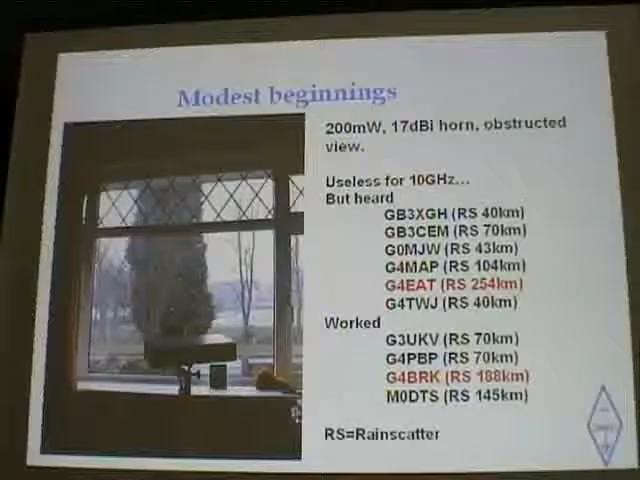 Modest beginnings
200mW, 17dBi horn, obstructed
view.
Useless for 10GHz...
But heard
GB3XGH (RS 40km)
GB3CEM (RS 70km)
G0MJW (RS 43km)
G4MAP (RS 104km)
G4EAT (RS 254km)
G4TWJ (RS 40km)
Worked
G3UKV (RS 70km)
G4PBP (RS 70km)
G4BRK (RS 188km)
M0DTS (RS 145km)
RS=Rainscatter